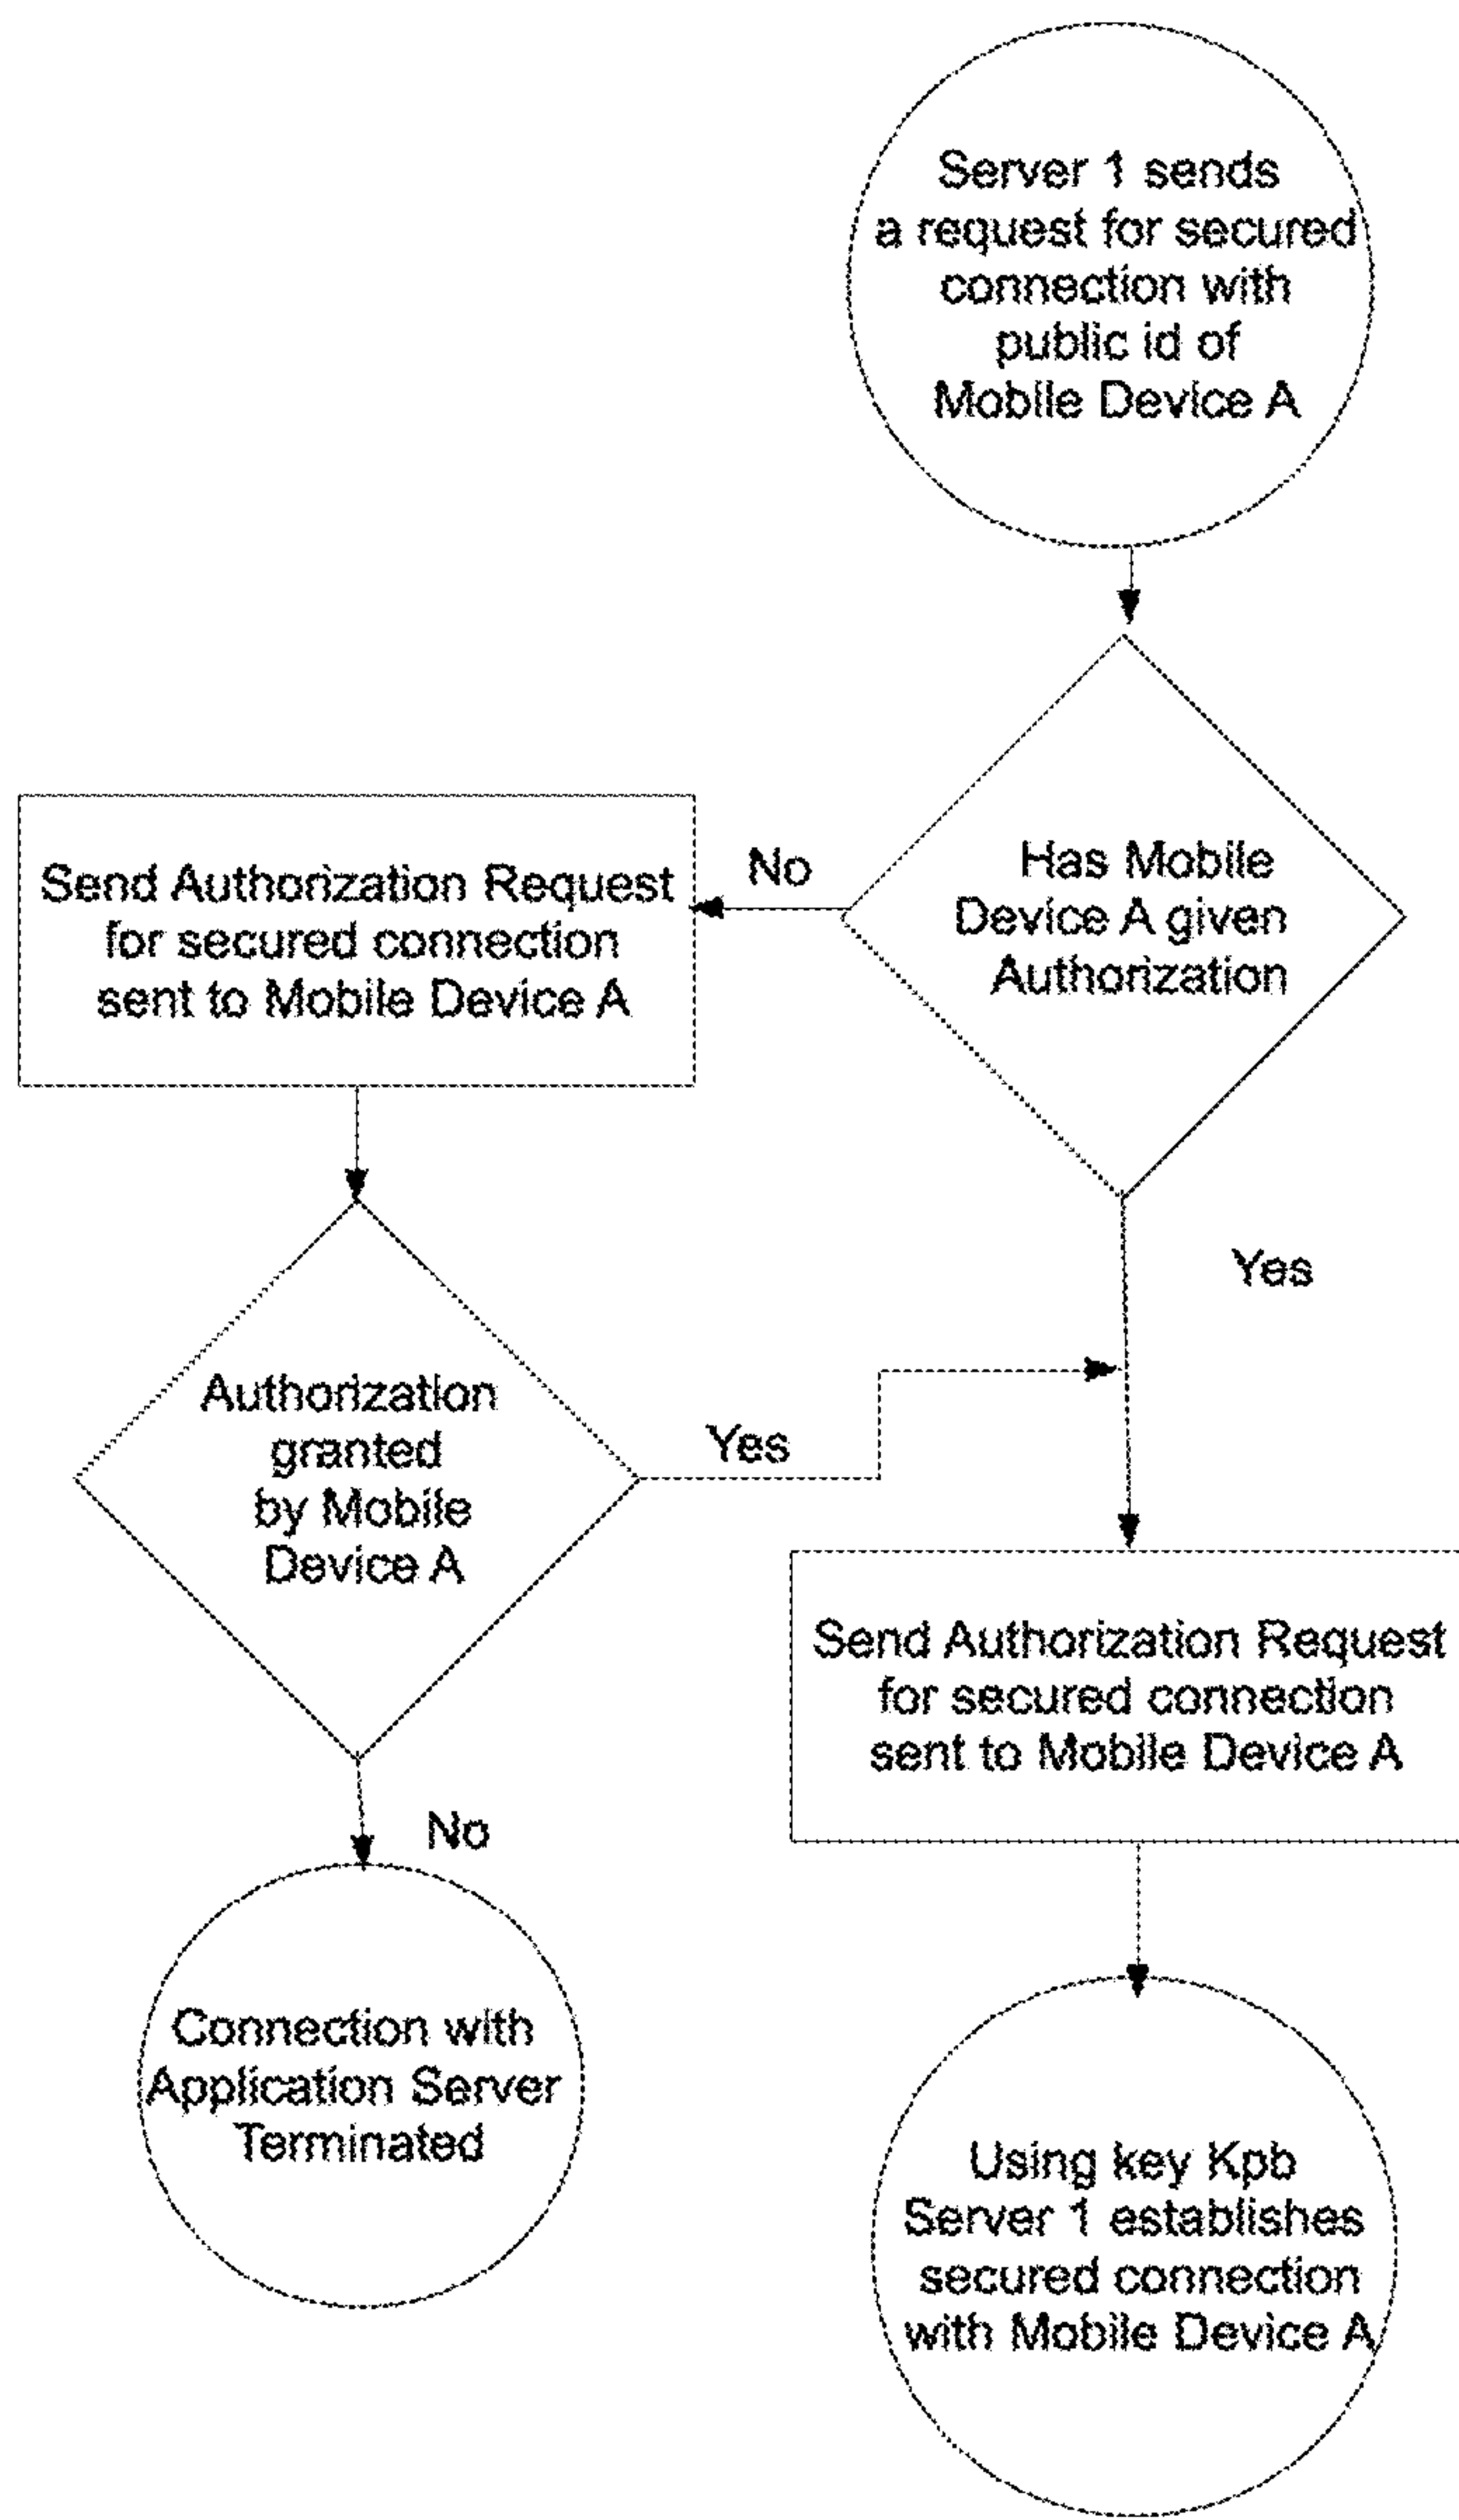 Server 1 sends
a request for secured
connection with
public id of
Mobile Device A
Has Mobile
Device A given
Authorization
No
Send Authorization Request
for secured connection
sent to Mobile Device A
Yes
Authorization
granted
by Mobile
Device A
Yes
Send Authorization Request
for secured connection
sent to Mobile Device A
No
Connection with
Application Server
Terminated
Using key Kpb
Server 1 establishes
secured connection
with Mobile Device A